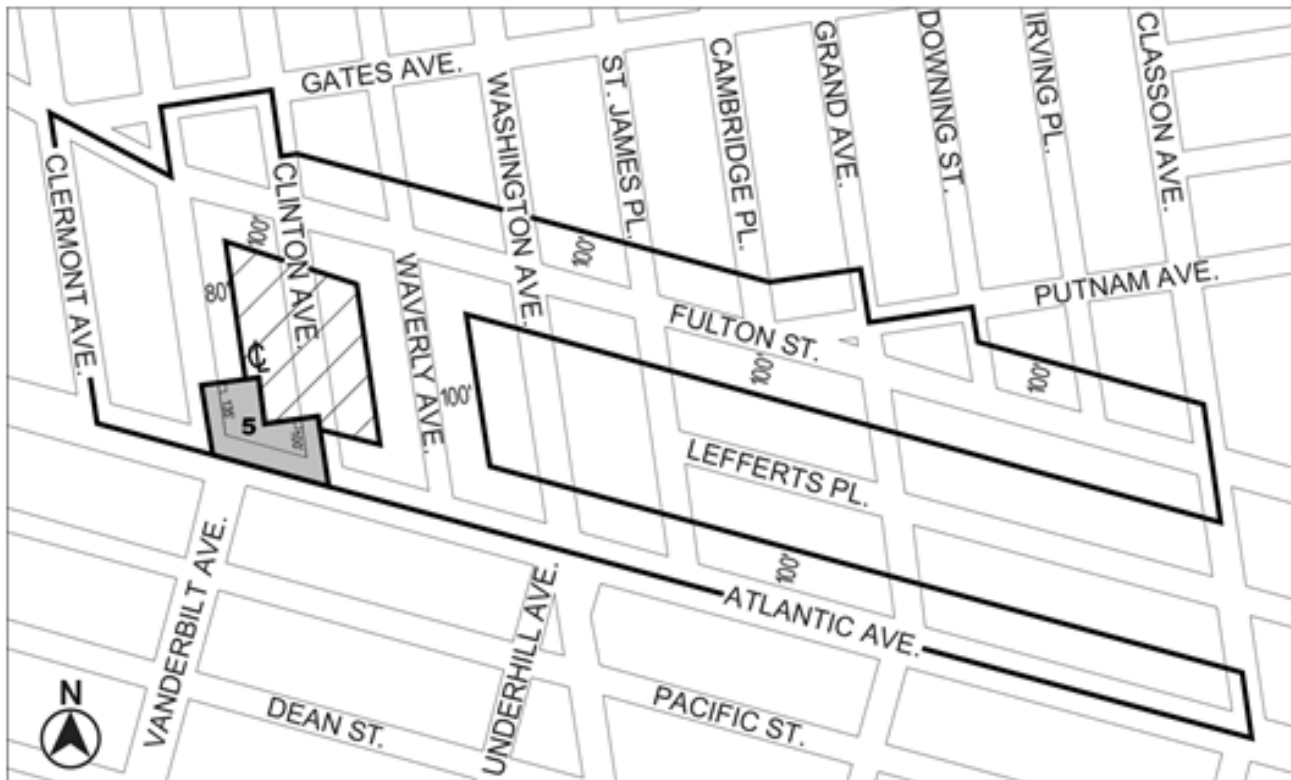 GATES AVE.
CLERMONT AVE.
CLINTON AVE.
WAVERLY AVE.
WASHINGTON AVE.
ST. JAMES PL.
CAMBRIDGE PL.
GRAND AVE.
DOWNING ST.
IRVING PL.
CLASSON AVE.
PUTNAM AVE.
100'
80'
100'
FULTON ST.
100'
100'
100'
5
LEFFERTS PL.
100'
ATLANTIC AVE.
VANDERBILT AVE.
UNDERHILL AVE.
DEAN ST.
PACIFIC ST.
N